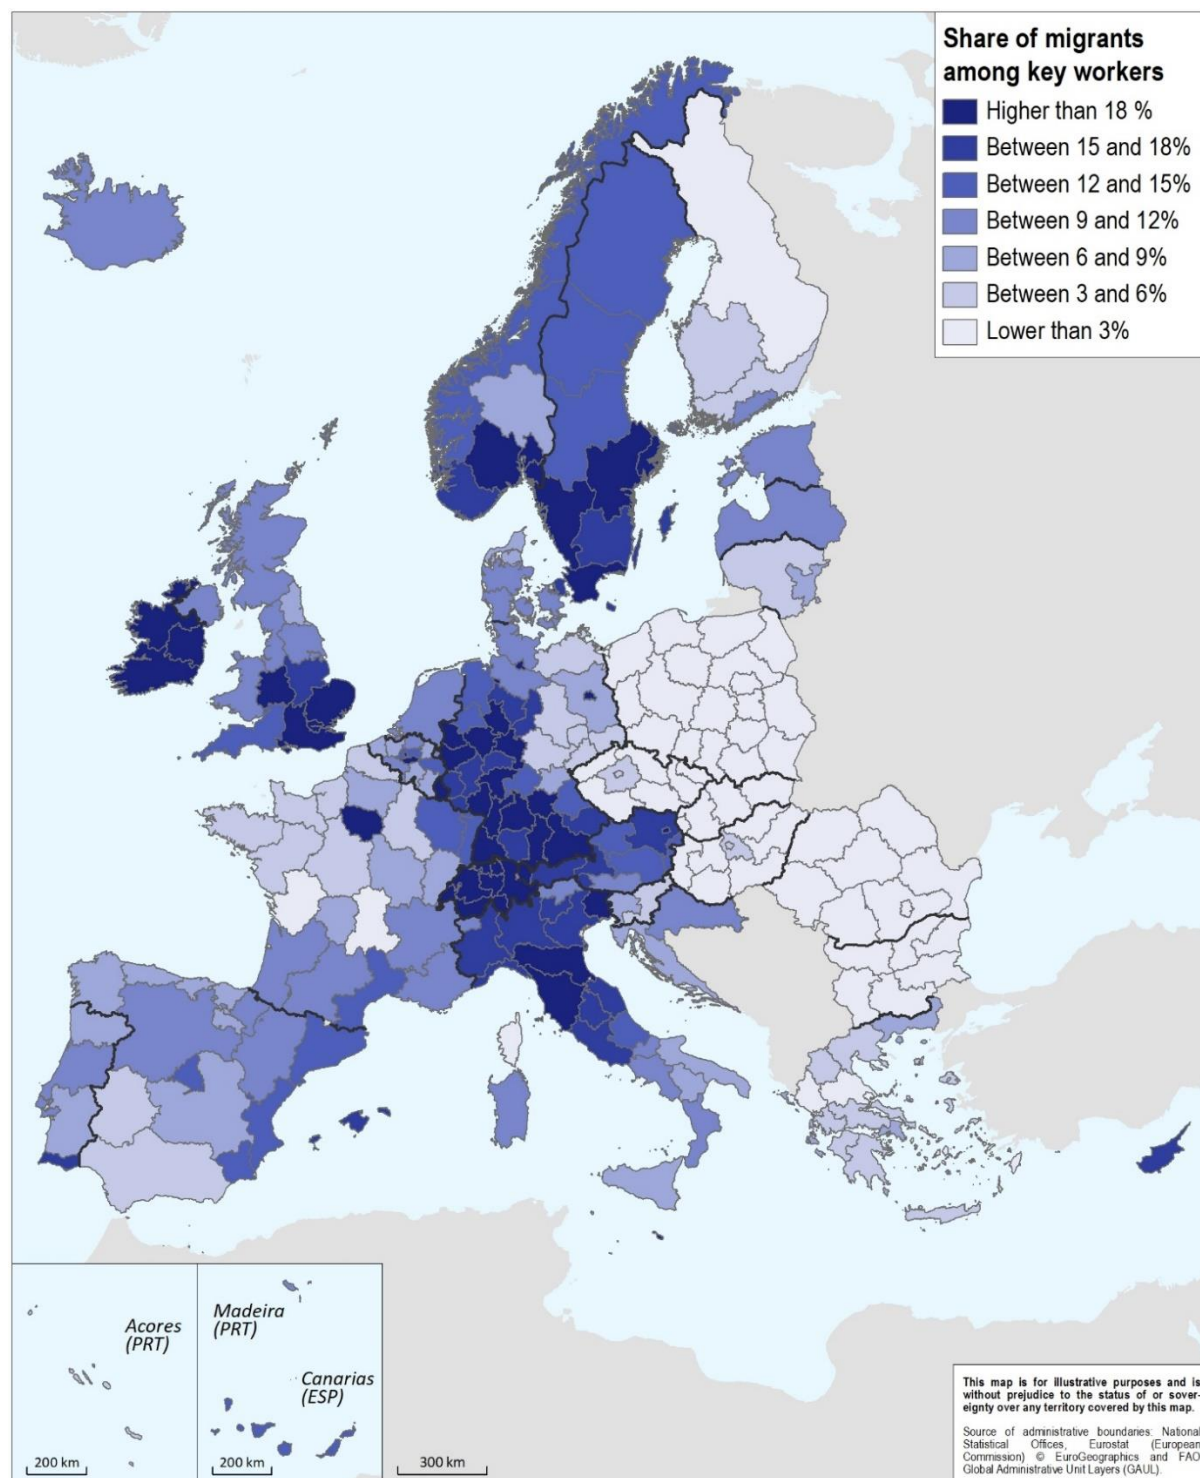 Share of migrants
among key workers
Higher than 18 %
Between 15 and 18%
Between 12 and 15%
Between 9 and 12%
Between 6 and 9%
Between 3 and 6%
Lower than 3%
Acores
(PRT)
Madeira
(PRT)
Canarias
(ESP)
200 km
200 km
300 km
This map is for illustrative purposes and is
without prejudice to the status of or sover-
eignty over any territory covered by this map.
Source of administrative boundaries: National
Statistical Offices, Eurostat (European
Commission) © EuroGeographics and FAO
Global Administrative Unit Layers (GAUL).